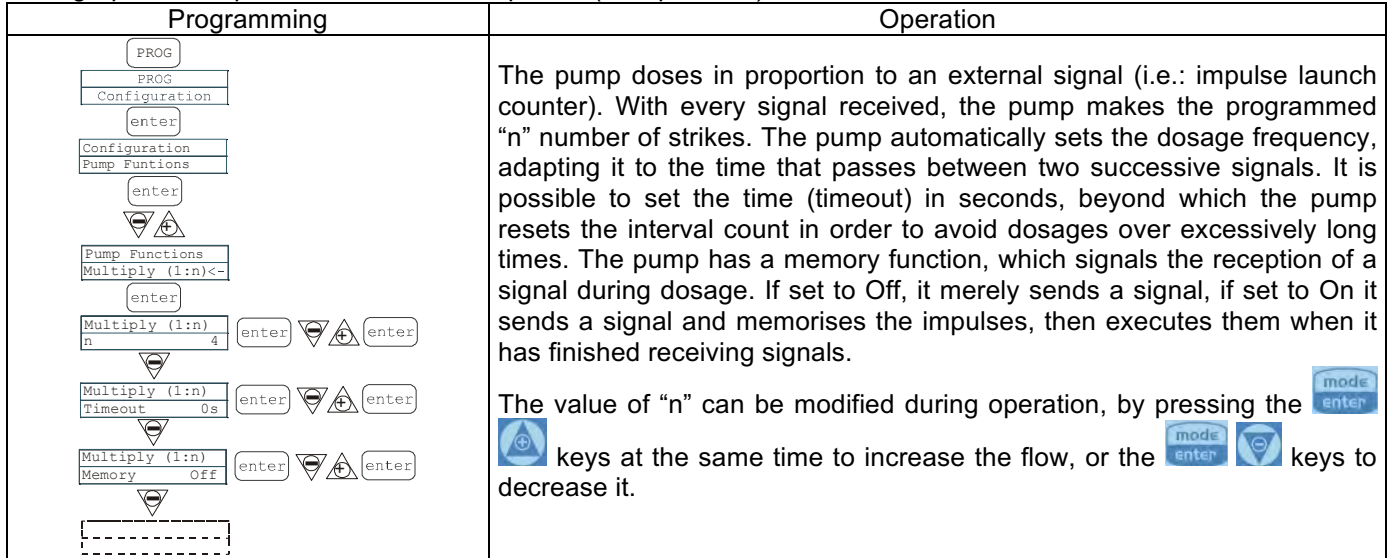 Programming
Operation
PROG
PROG
Configuration
enter
Configuration
Pump Funtions
enter
Pump Functions
Multiply (1:n)<-
enter
Multiply (1:n)
n 4
enter enter
Multiply (1:n)
Timeout 0s
enter enter
Multiply (1:n)
Memory Off
enter enter
The pump doses in proportion to an external signal (i.e.: impulse launch
counter). With every signal received, the pump makes the programmed
“n” number of strikes. The pump automatically sets the dosage frequency,
adapting it to the time that passes between two successive signals. It is
possible to set the time (timeout) in seconds, beyond which the pump
resets the interval count in order to avoid dosages over excessively long
times. The pump has a memory function, which signals the reception of a
signal during dosage. If set to Off, it merely sends a signal, if set to On it
sends a signal and memorises the impulses, then executes them when it
has finished receiving signals.
The value of “n” can be modified during operation, by pressing the mode enter
keys at the same time to increase the flow, or the mode enter keys to
decrease it.